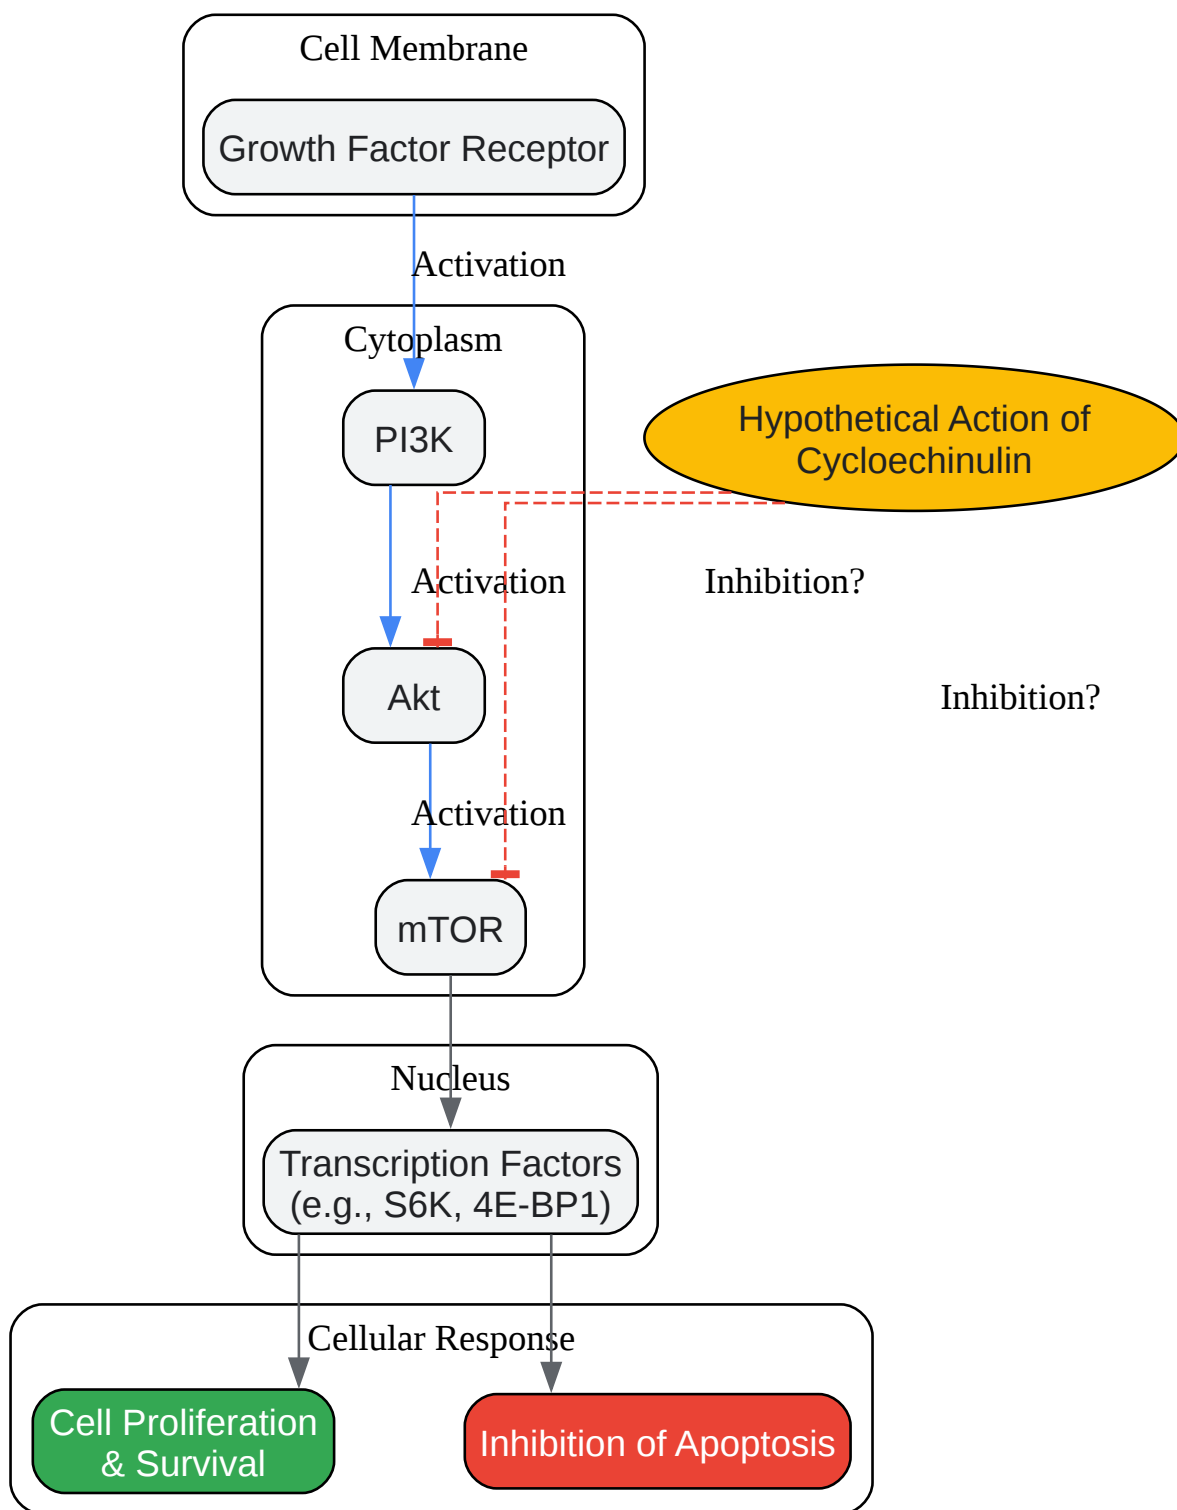 Cell Membrane
Growth Factor Receptor
Activation
Cytoplasm
PI3K
Hypothetical Action of
Cycloechinulin
Activation
Inhibition?
Akt
Inhibition?
Activation
mTOR
Nucleus
Transcription Factors
(e.g., S6K, 4E-BP1)
Cellular Response
Cell Proliferation
& Survival
Inhibition of Apoptosis